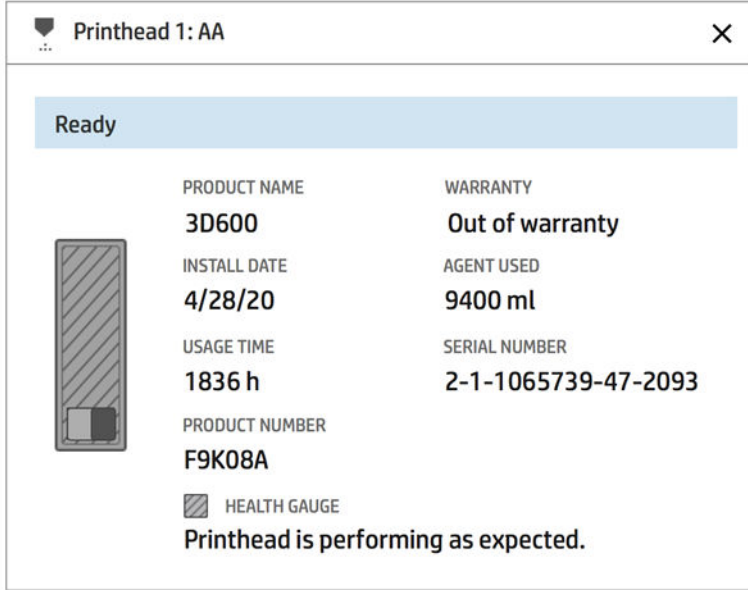 Printhead 1: AA
Ready
PRODUCT NAME
3D600
WARRANTY
Out of warranty
INSTALL DATE
4/28/20
AGENT USED
9400 ml
USAGE TIME
1836 h
SERIAL NUMBER
2-1-1065739-47-2093
PRODUCT NUMBER
F9K08A
HEALTH GAUGE
Printhead is performing as expected.